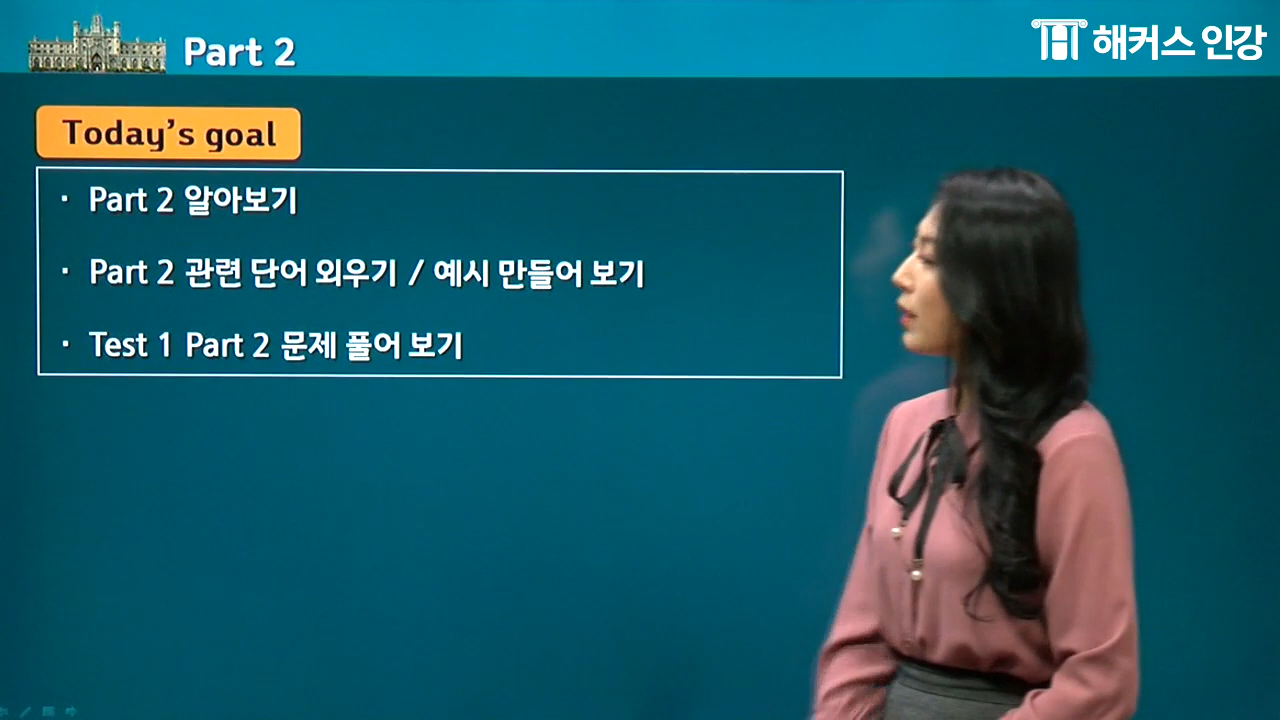 Part 2
해커스 인강
Today's goal
· Part 2 알아보기
· Part 2 관련 단어 외우기 / 예시 만들어 보기
· Test 1 Part 2 문제 풀어 보기